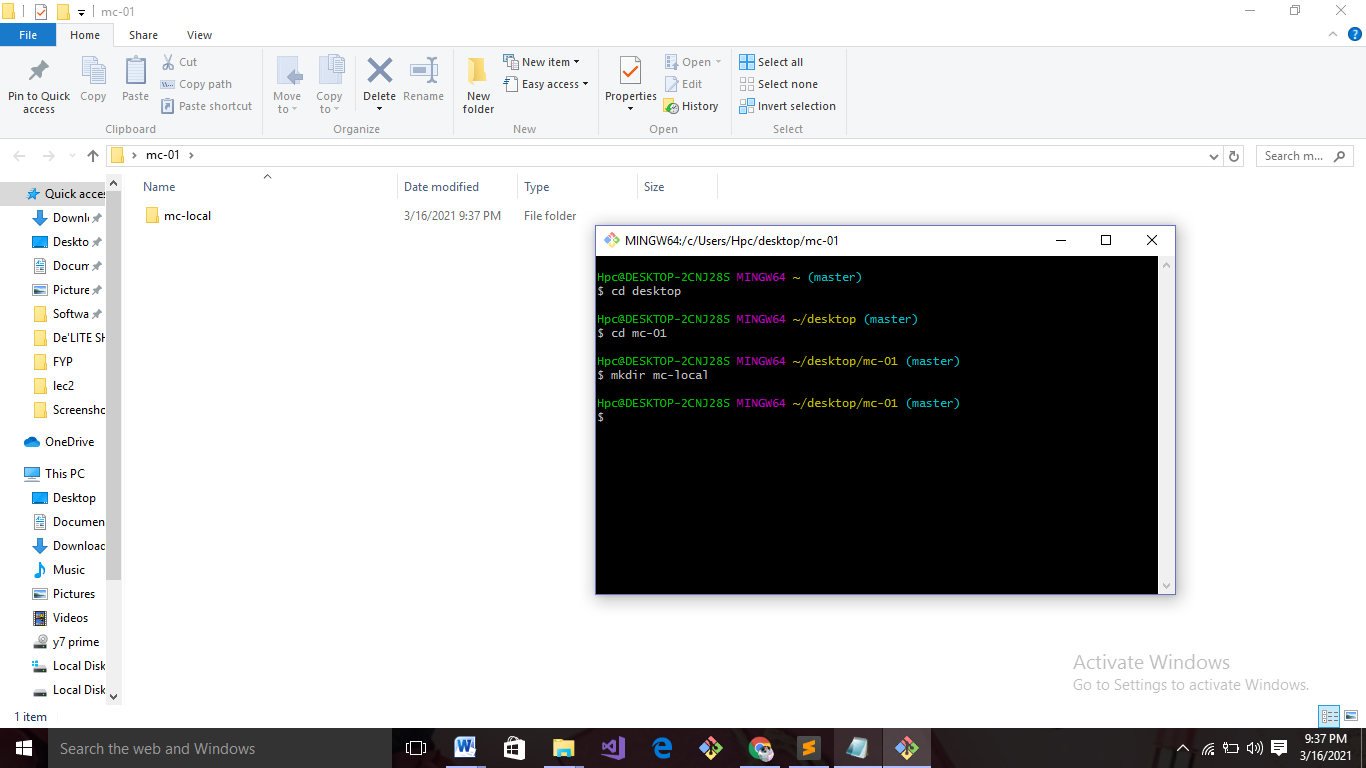 mc-01
File Home Share View
Pin to Quick access
Copy
Paste
Cut
Copy path
Paste shortcut
Clipboard
Move to
Copy to
Delete
Rename
Organize
New folder
New item
Easy access
New
Properties
Open
Edit
History
Open
Select all
Select none
Invert selection
Select
mc-01
Search m...
Name Date modified Type Size
mc-local 3/16/2021 9:37 PM File folder
Quick acces
Downl
Deskto
Docum
Picture
Softwa
De'LITE SH
FYP
lec2
Screensho
OneDrive
This PC
Desktop
Documen
Download
Music
Pictures
Videos
y7 prime
Local Disk
Local Disk
1 item
MINGW64:/c/Users/Hpc/desktop/mc-01
Hpc@DESKTOP-2CNJ28S MINGW64 ~ (master)
$ cd desktop
Hpc@DESKTOP-2CNJ28S MINGW64 ~/desktop (master)
$ cd mc-01
Hpc@DESKTOP-2CNJ28S MINGW64 ~/desktop/mc-01 (master)
$ mkdir mc-local
Hpc@DESKTOP-2CNJ28S MINGW64 ~/desktop/mc-01 (master)
$
Activate Windows
Go to Settings to activate Windows.
Search the web and Windows
9:37 PM
3/16/2021